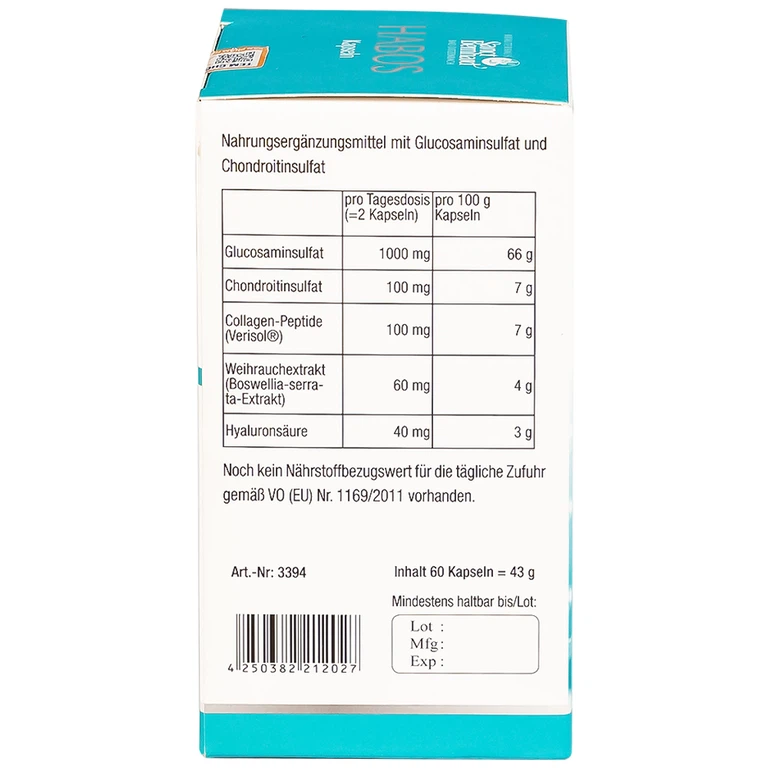 Sanct Bernhard
HABOS
Kapseln
Nahrungsergänzungsmittel mit Glucosaminsulfat und
Chondroitinsulfat
pro Tagesdosis pro 100 g
(=2 Kapseln) Kapseln
Glucosaminsulfat 1000 mg 66 g
Chondroitinsulfat 100 mg 7 g
Collagen-Peptide
(Verisol®) 100 mg 7 g
Weihrauchextrakt
(Boswellia-serra-
ta-Extrakt) 60 mg 4 g
Hyaluronsäure 40 mg 3 g
Noch kein Nährstoffbezugswert für die tägliche Zufuhr
gemäß VO (EU) Nr. 1169/2011 vorhanden.
Art.-Nr: 3394 Inhalt 60 Kapseln = 43 g
Mindestens haltbar bis/Lot:
Lot :
Mfg:
Exp :
4 250382 212027